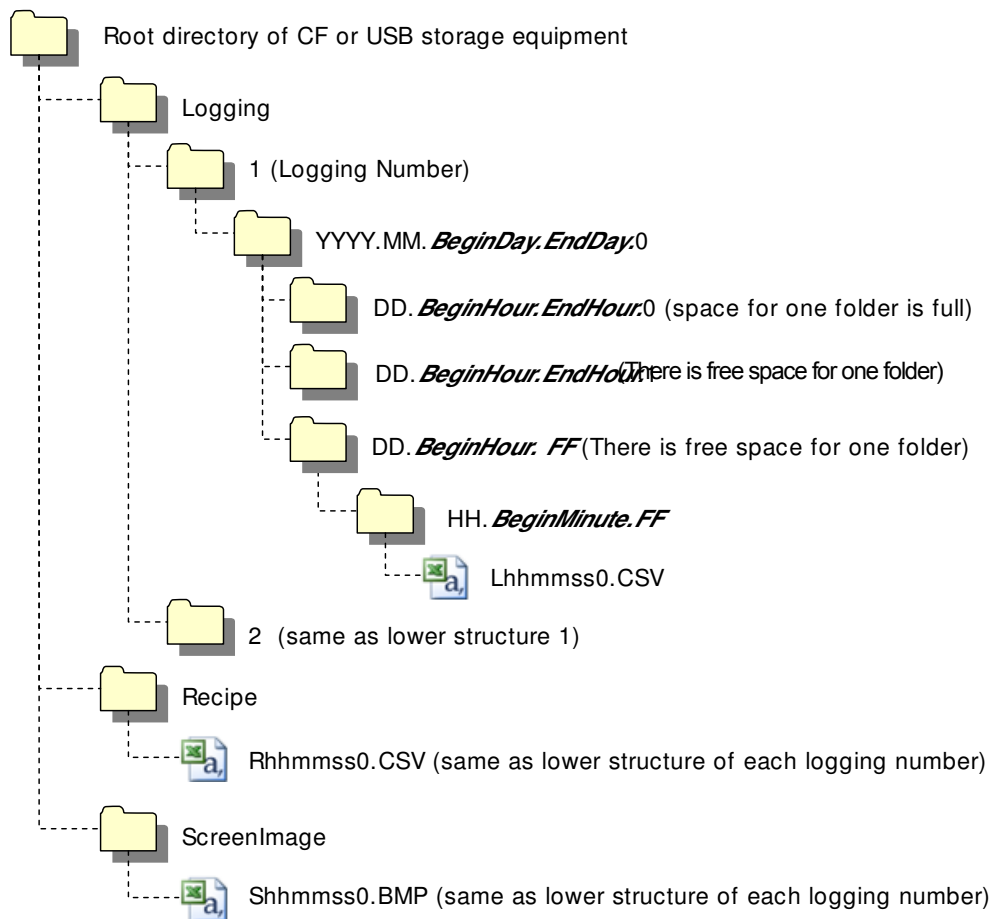 Root directory of CF or USB storage equipment
Logging
1 (Logging Number)
YYYY.MM.BeginDay.EndDay.0
DD.BeginHour.EndHour.0 (space for one folder is full)
DD.BeginHour.EndHour.1 (There is free space for one folder)
DD.BeginHour. FF (There is free space for one folder)
HH.BeginMinute.FF
Lhhmmss0.CSV
2 (same as lower structure 1)
Recipe
Rhhmmss0.CSV (same as lower structure of each logging number)
ScreenImage
Shhmmss0.BMP (same as lower structure of each logging number)